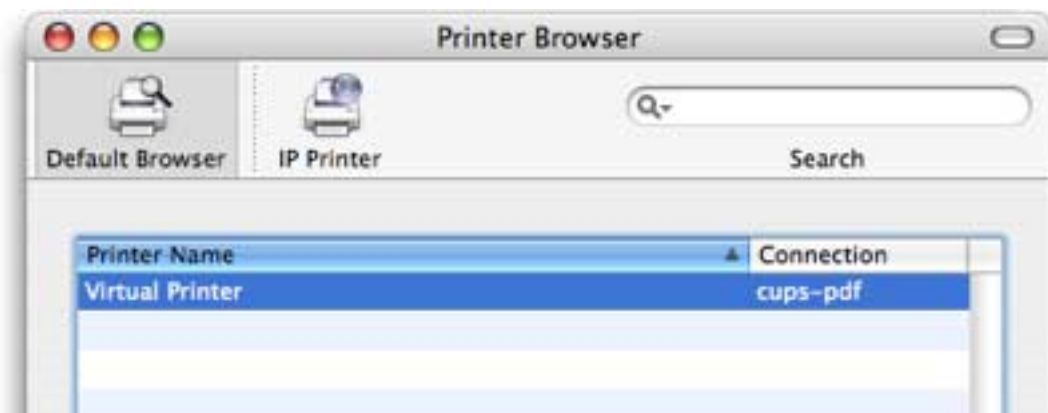 Printer Browser
Default Browser
IP Printer
Search
Printer Name Connection
Virtual Printer cups-pdf